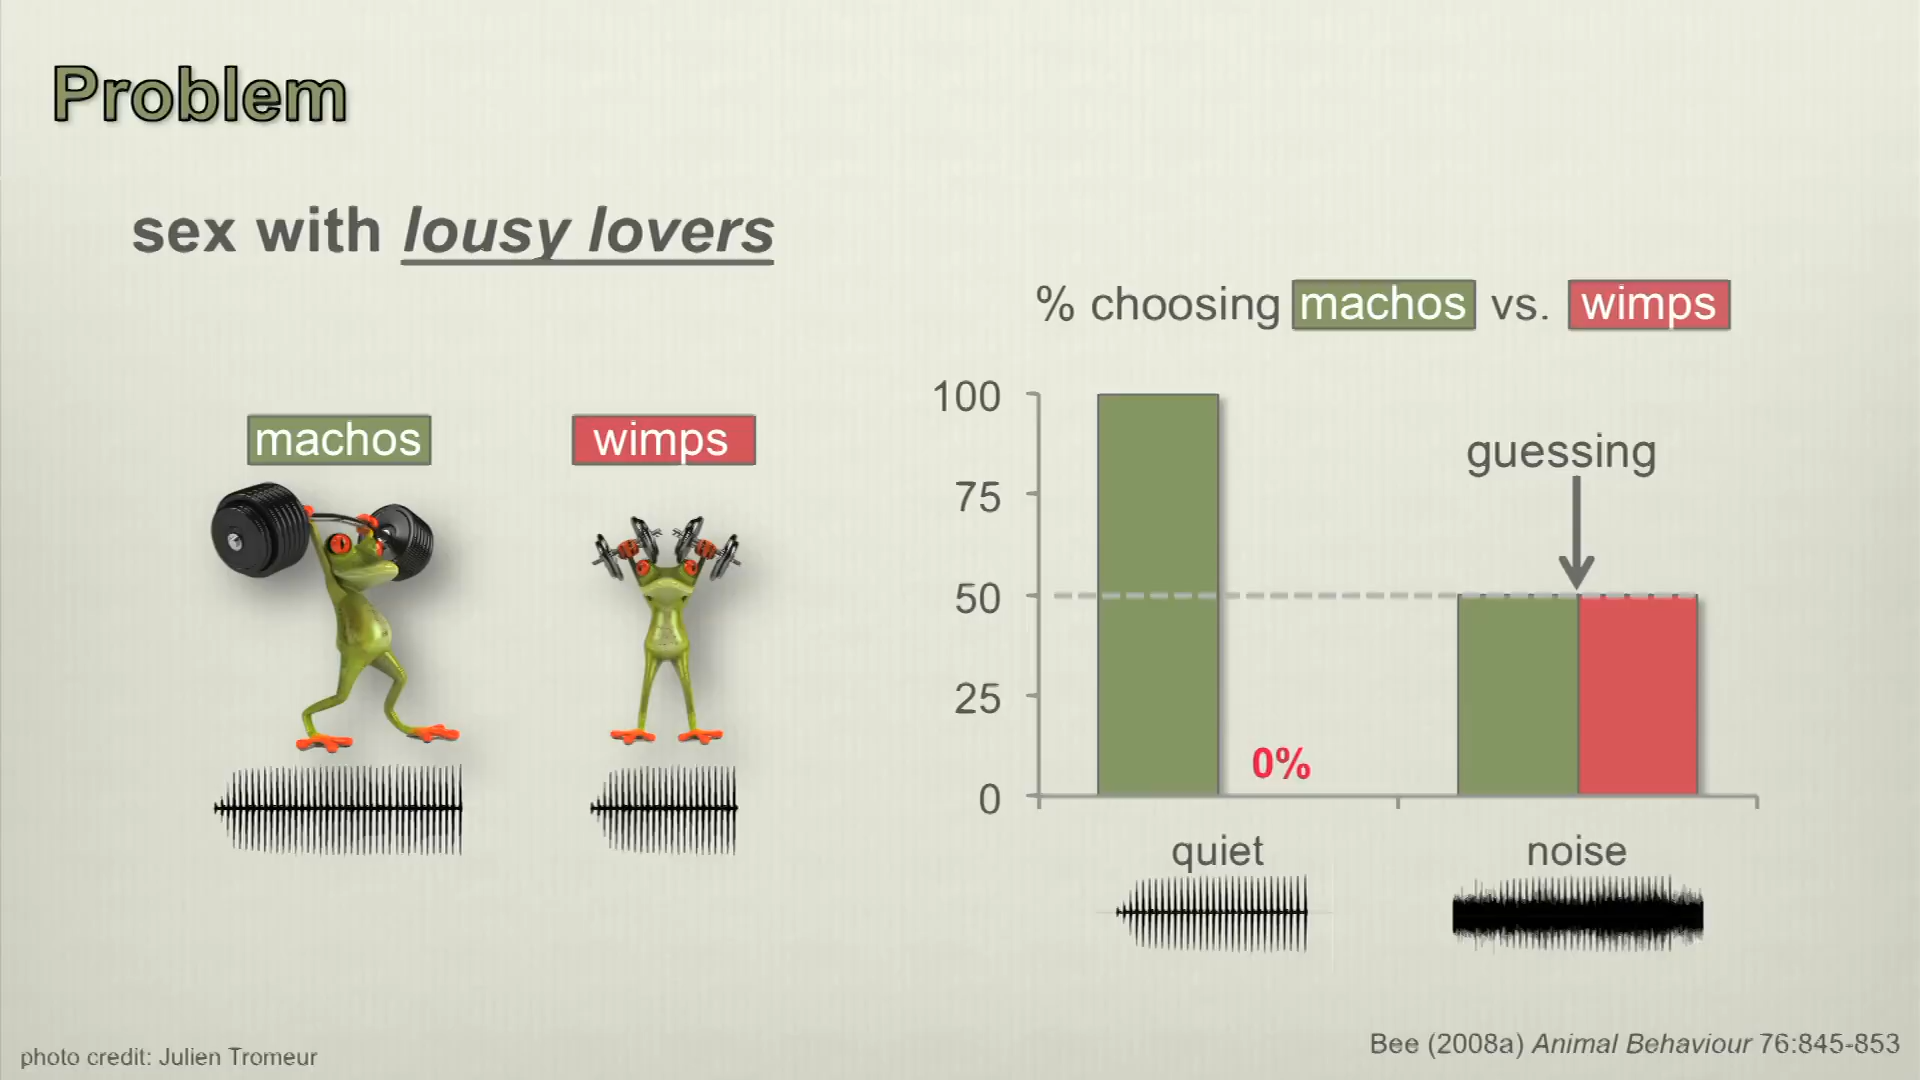 Problem
sex with lousy lovers
% choosing machos vs. wimps
machos
wimps
100
75
50
25
0
guessing
0%
quiet
noise
photo credit: Julien Tromeur
Bee (2008a) Animal Behaviour 76:845-853